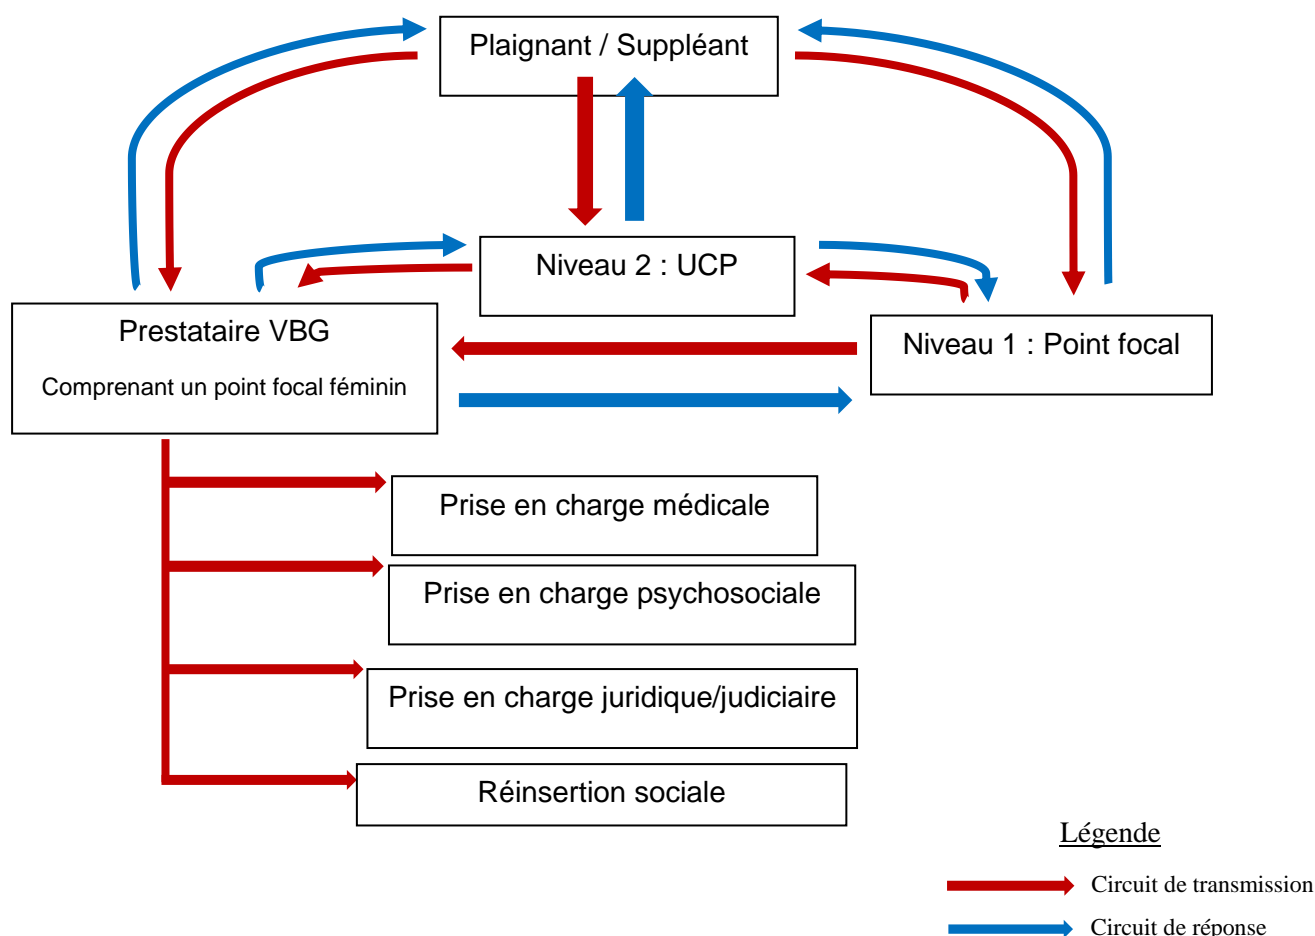 Plaignant / Suppléant
Niveau 2 : UCP
Prestataire VBG
Comprenant un point focal féminin
Niveau 1 : Point focal
Prise en charge médicale
Prise en charge psychosociale
Prise en charge juridique/judiciaire
Réinsertion sociale
Légende
Circuit de transmission
Circuit de réponse